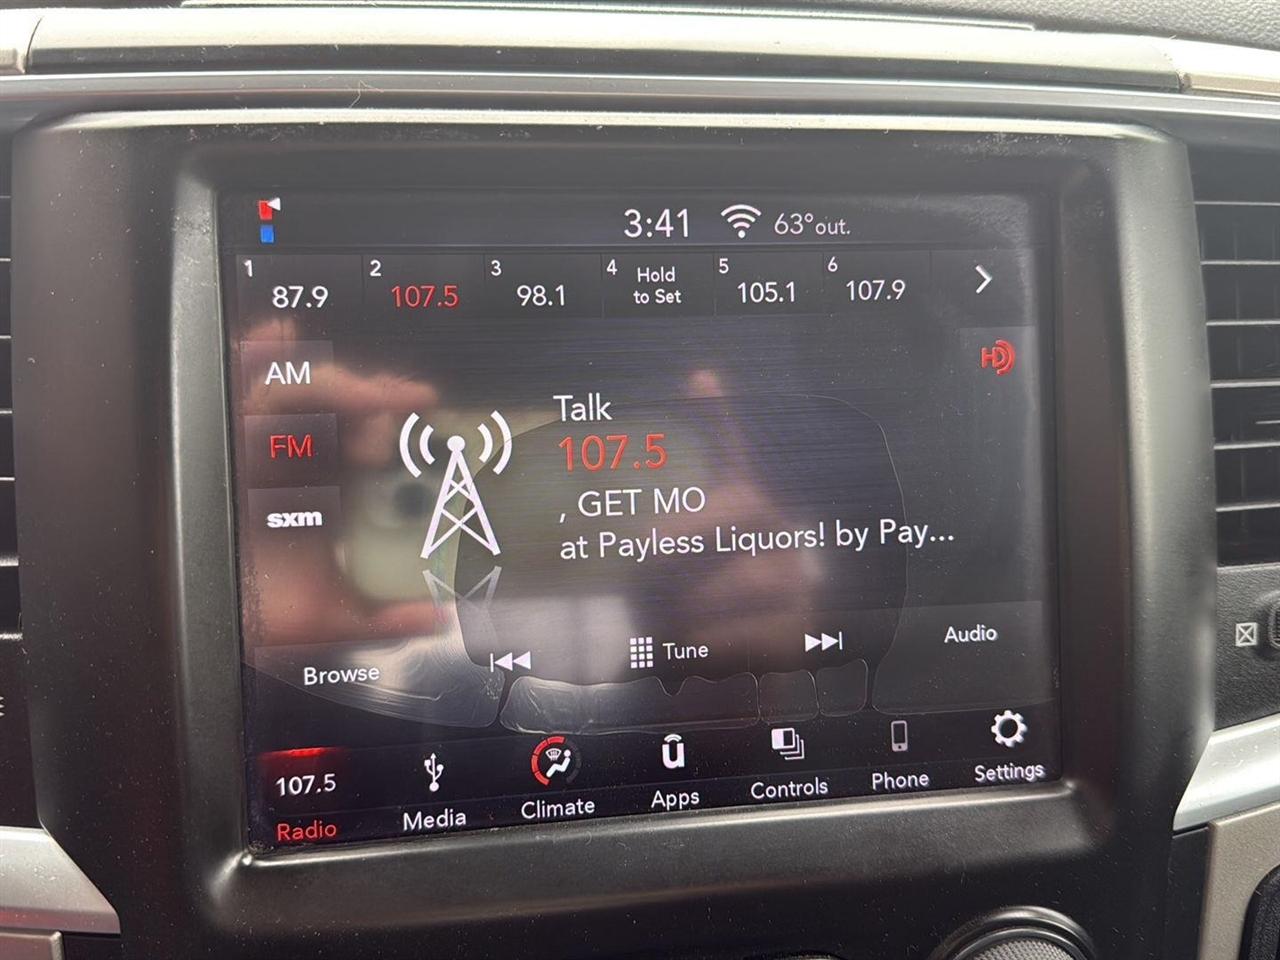 3:41 63°out.
1 2 3 4 5 6
87.9 107.5 98.1 Hold to Set 105.1 107.9
AM
HD
Talk
FM
107.5
sxm
, GET MO
at Payless Liquors! by Pay...
Browse
Tune
Audio
107.5
Radio
Media
Climate
Apps
Controls
Phone
Settings